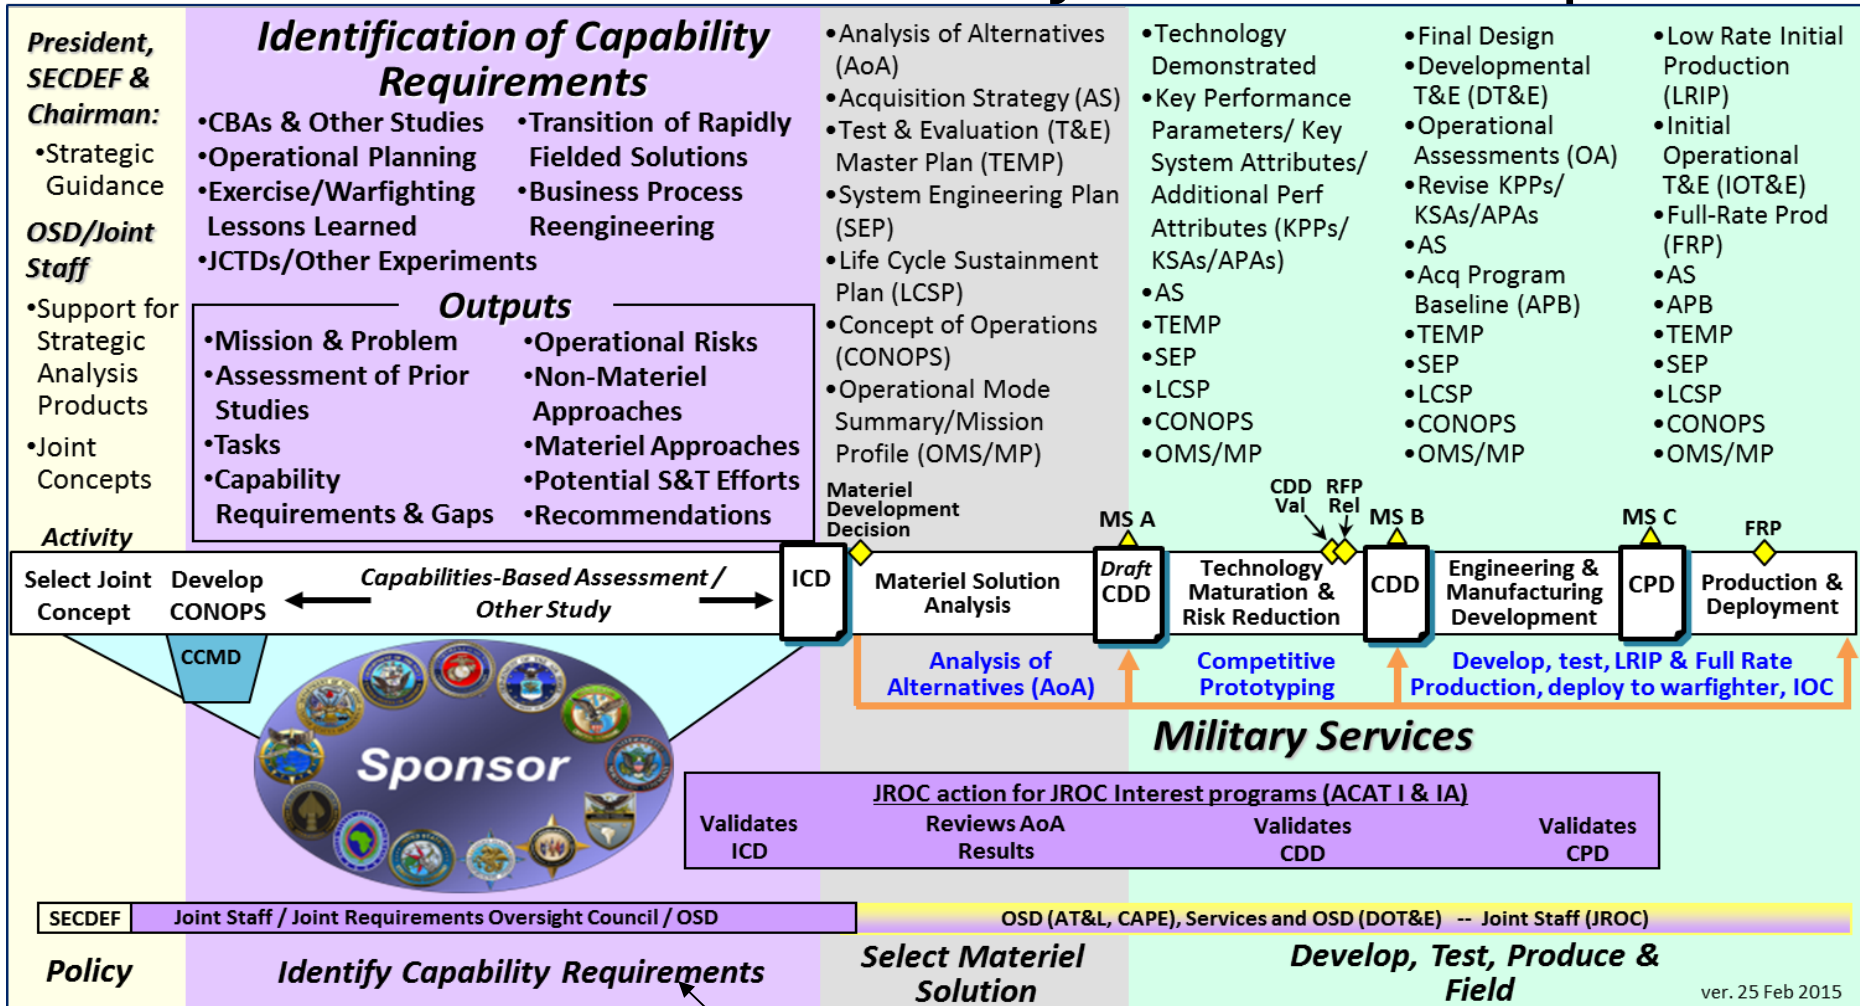 President,
SECDEF &
Chairman:
•Strategic
Guidance
OSD/Joint
Staff
•Support for
Strategic
Analysis
Products
•Joint
Concepts
Identification of Capability
Requirements
•CBAs & Other Studies
•Operational Planning
•Exercise/Warfighting
Lessons Learned
•JCTDs/Other Experiments
•Transition of Rapidly
Fielded Solutions
•Business Process
Reengineering
Outputs
•Mission & Problem
•Assessment of Prior
Studies
•Tasks
•Capability
Requirements & Gaps
•Operational Risks
•Non-Materiel
Approaches
•Materiel Approaches
•Potential S&T Efforts
•Recommendations
•Analysis of Alternatives
(AoA)
•Acquisition Strategy (AS)
•Test & Evaluation (T&E)
Master Plan (TEMP)
•System Engineering Plan
(SEP)
•Life Cycle Sustainment
Plan (LCSP)
•Concept of Operations
(CONOPS)
•Operational Mode
Summary/Mission
Profile (OMS/MP)
•Technology
Demonstrated
•Key Performance
Parameters/ Key
System Attributes/
Additional Perf
Attributes (KPPs/
KSAs/APAs)
•AS
•TEMP
•SEP
•LCSP
•CONOPS
•OMS/MP
•Final Design
•Developmental
T&E (DT&E)
•Operational
Assessments (OA)
•Revise KPPs/
KSAs/APAs
•AS
•Acq Program
Baseline (APB)
•TEMP
•SEP
•LCSP
•CONOPS
•OMS/MP
•Low Rate Initial
Production
(LRIP)
•Initial
Operational
T&E (IOT&E)
•Full-Rate Prod
(FRP)
•AS
•APB
•TEMP
•SEP
•LCSP
•CONOPS
•OMS/MP
Activity
Materiel
Development
Decision
MS A
CDD
Val
RFP
Rel
MS B
MS C
FRP
Select Joint
Concept
Develop
CONOPS
Capabilities-Based Assessment /
Other Study
ICD
Materiel Solution
Analysis
Draft
CDD
Technology
Maturation &
Risk Reduction
CDD
Engineering &
Manufacturing
Development
CPD
Production &
Deployment
CCMD
Analysis of
Alternatives (AoA)
Competitive
Prototyping
Develop, test, LRIP & Full Rate
Production, deploy to warfighter, IOC
Sponsor
Military Services
JROC action for JROC Interest programs (ACAT I & IA)
Validates
ICD
Reviews AoA
Results
Validates
CDD
Validates
CPD
SECDEF
Joint Staff / Joint Requirements Oversight Council / OSD
OSD (AT&L, CAPE), Services and OSD (DOT&E) -- Joint Staff (JROC)
Policy
Identify Capability Requirements
Select Materiel
Solution
Develop, Test, Produce &
Field
ver. 25 Feb 2015